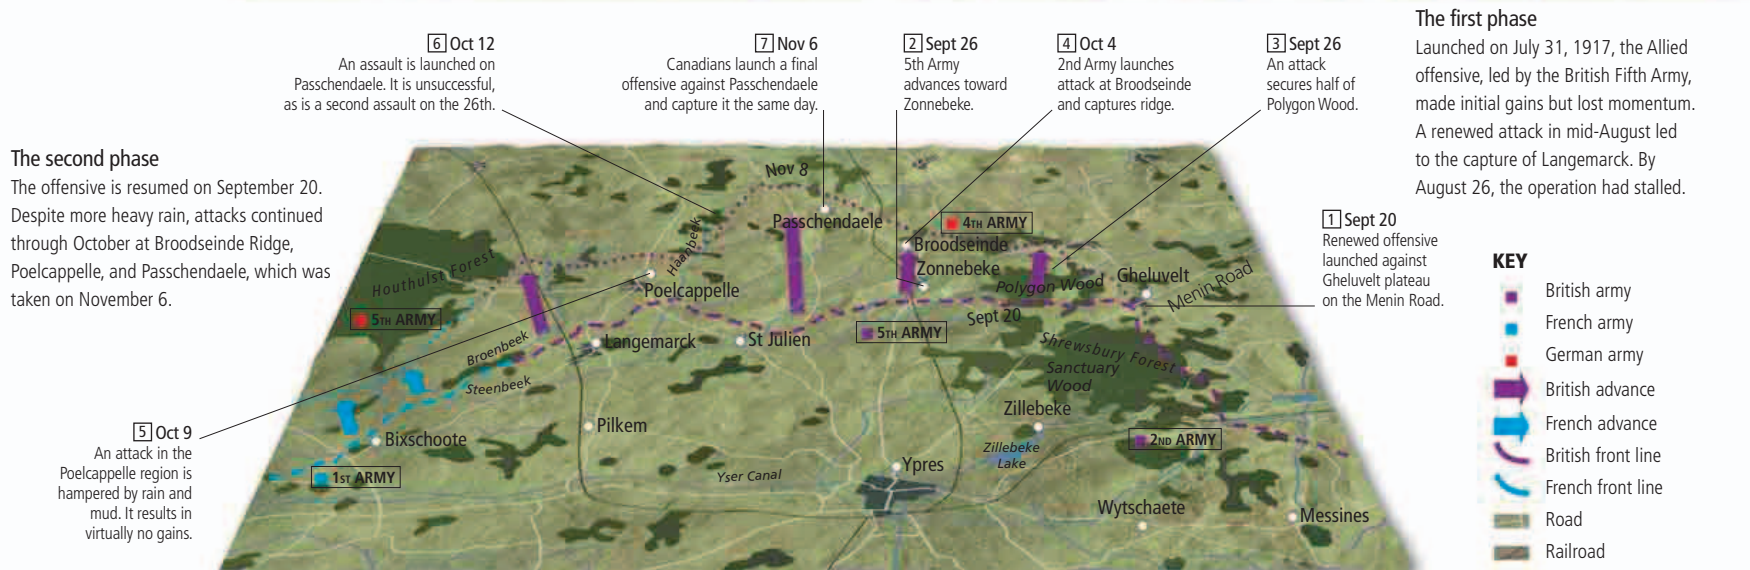 The first phase
Launched on July 31, 1917, the Allied
offensive, led by the British Fifth Army,
made initial gains but lost momentum.
A renewed attack in mid-August led
to the capture of Langemarck. By
August 26, the operation had stalled.
The second phase
The offensive is resumed on September 20.
Despite more heavy rain, attacks continued
through October at Broodseinde Ridge,
Poelcappelle, and Passchendaele, which was
taken on November 6.
6 Oct 12
An assault is launched on
Passchendaele. It is unsuccessful,
as is a second assault on the 26th.
7 Nov 6
Canadians launch a final
offensive against Passchendaele
and capture it the same day.
2 Sept 26
5th Army
advances toward
Zonnebeke.
4 Oct 4
2nd Army launches
attack at Broodseinde
and captures ridge.
3 Sept 26
An attack
secures half of
Polygon Wood.
1 Sept 20
Renewed offensive
launched against
Gheluvelt plateau
on the Menin Road.
5 Oct 9
An attack in the
Poelcappelle region is
hampered by rain and
mud. It results in
virtually no gains.
Nov 8
Passchendaele
4TH ARMY
Haanbeek
Broodseinde
Houthulst Forest
Zonnebeke
Gheluvelt
Menin Road
Poelcappelle
Polygon Wood
5TH ARMY
Sept 20
5TH ARMY
Broenbeek
Langemarck
St Julien
Shrewsbury Forest
Sanctuary
Wood
Steenbeek
Zillebeke
Pilkem
Bixschoote
2ND ARMY
Zillebeke
Lake
Ypres
1ST ARMY
Yser Canal
Wytschaete
Messines
KEY
British army
French army
German army
British advance
French advance
British front line
French front line
Road
Railroad